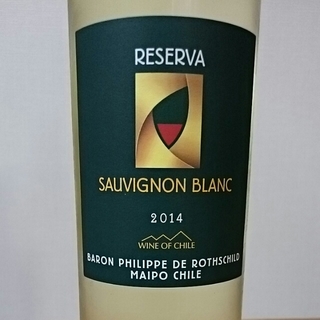 RESERVA
SAUVIGNON BLANC
2014
WINE OF CHILE
BARON PHILIPPE DE ROTHSCHILD
MAIPO CHILE